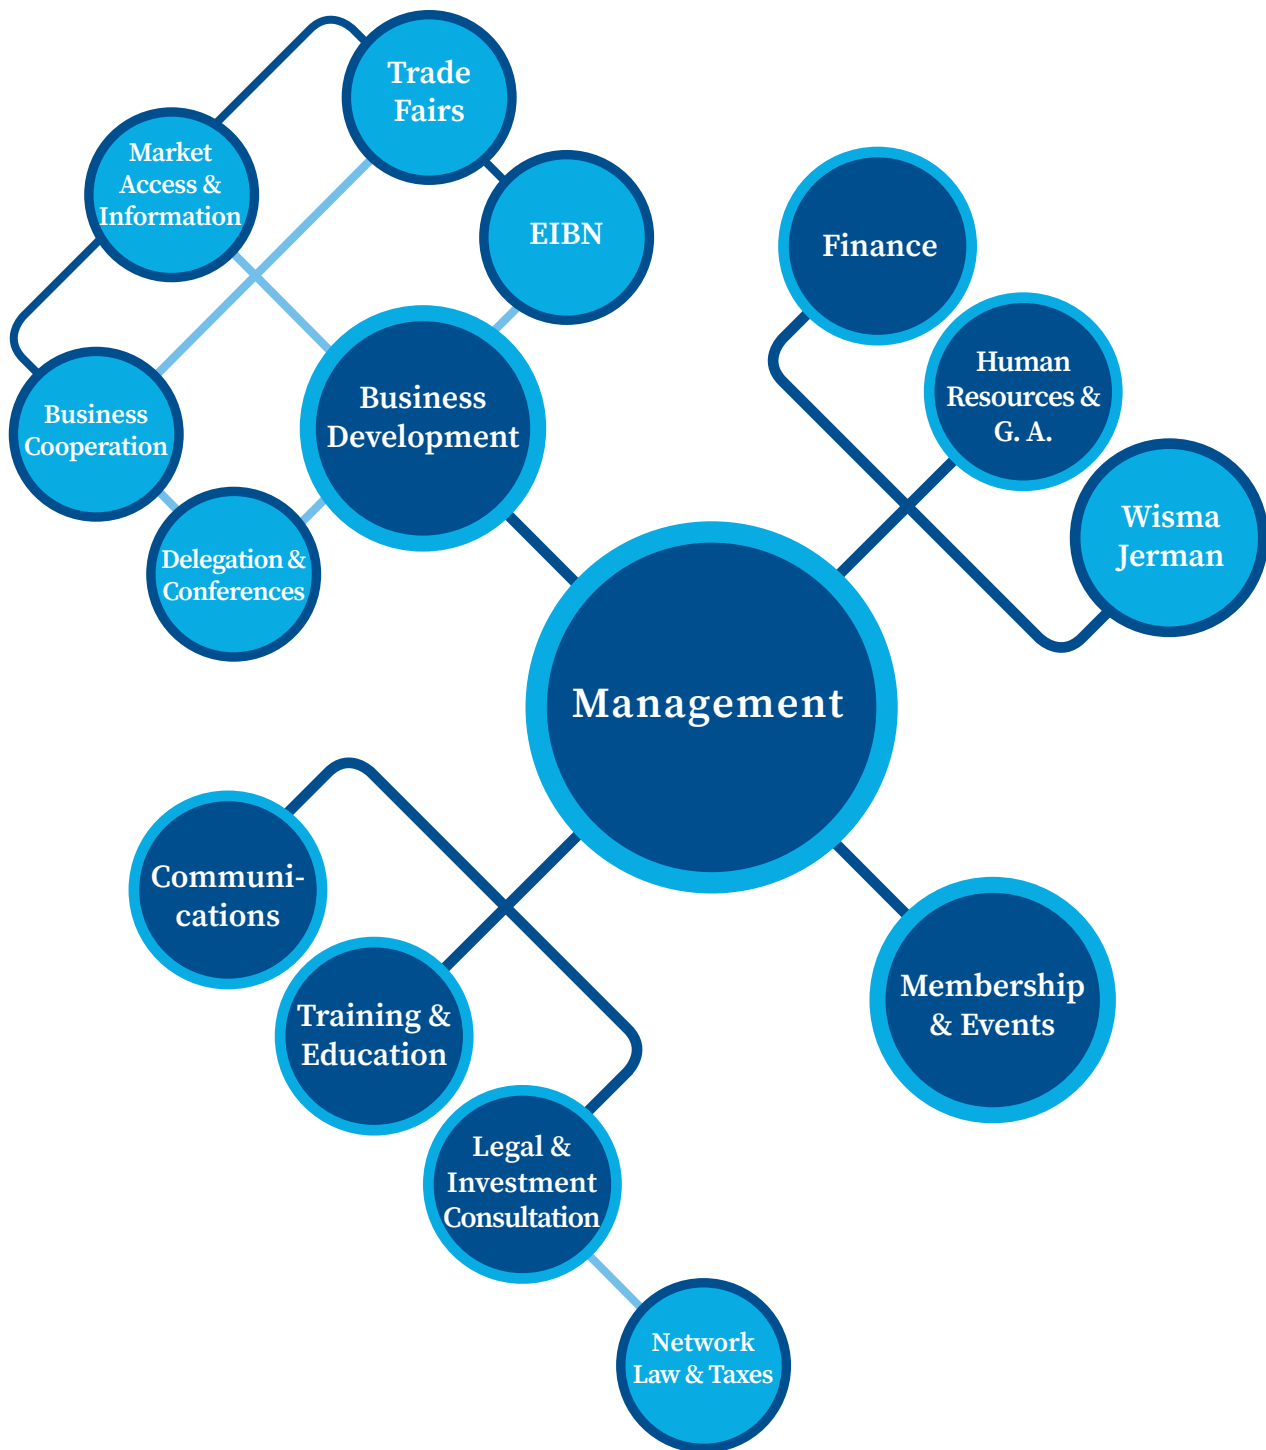 Trade
Fairs
Market
Access &
Information
EIBN
Finance
Human
Resources &
G. A.
Business
Development
Business
Cooperation
Wisma
Jerman
Delegation &
Conferences
Management
Communi-
cations
Membership
& Events
Training &
Education
Legal &
Investment
Consultation
Network
Law & Taxes